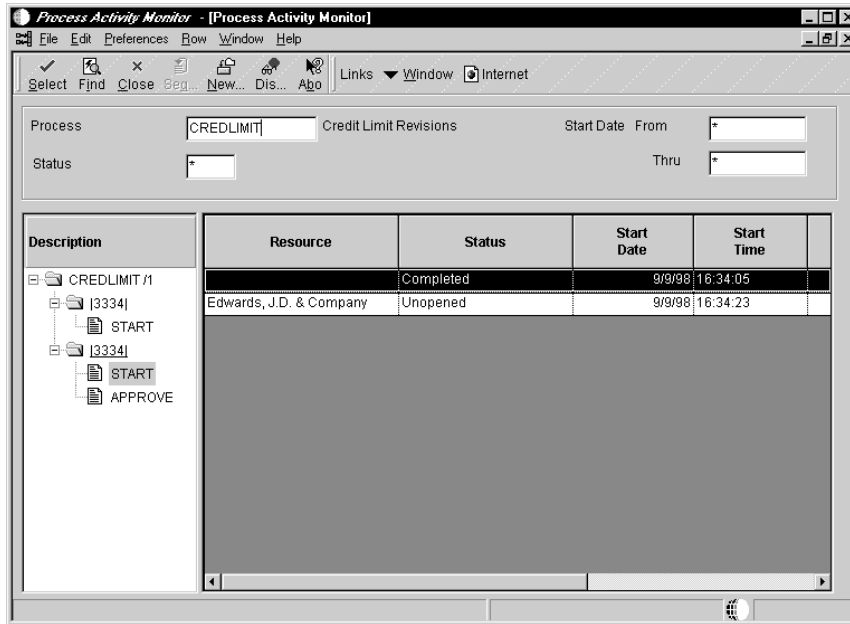 Process Activity Monitor - [Process Activity Monitor]
File Edit Preferences Row Window Help
Select Find Close Seq... New... Dis... Abo Links Window Internet
Process CREDLIMIT Credit Limit Revisions Start Date From *
Status * Thru *
Description Resource Status Start Date Start Time
CREDLIMIT /1 Completed 9/9/98 16:34:05
|3334| Edwards, J.D. & Company Unopened 9/9/98 16:34:23
START
|3334|
START
APPROVE